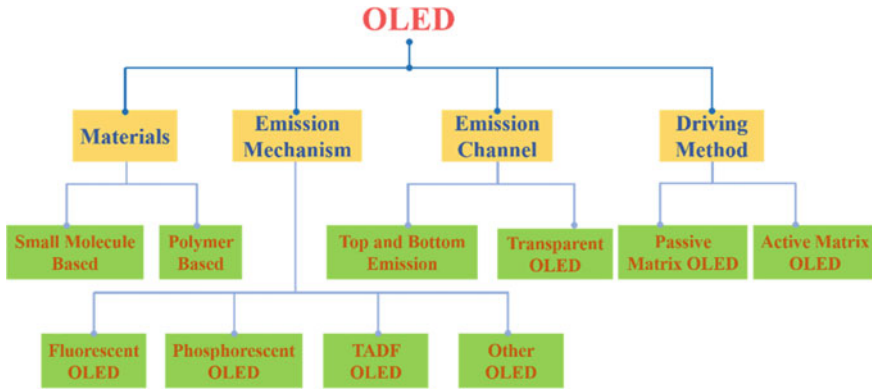 OLED
Materials
Emission
Mechanism
Emission
Channel
Driving
Method
Small Molecule
Based
Polymer
Based
Top and Bottom
Emission
Transparent
OLED
Passive
Matrix OLED
Active Matrix
OLED
Fluorescent
OLED
Phosphorescent
OLED
TADF
OLED
Other
OLED